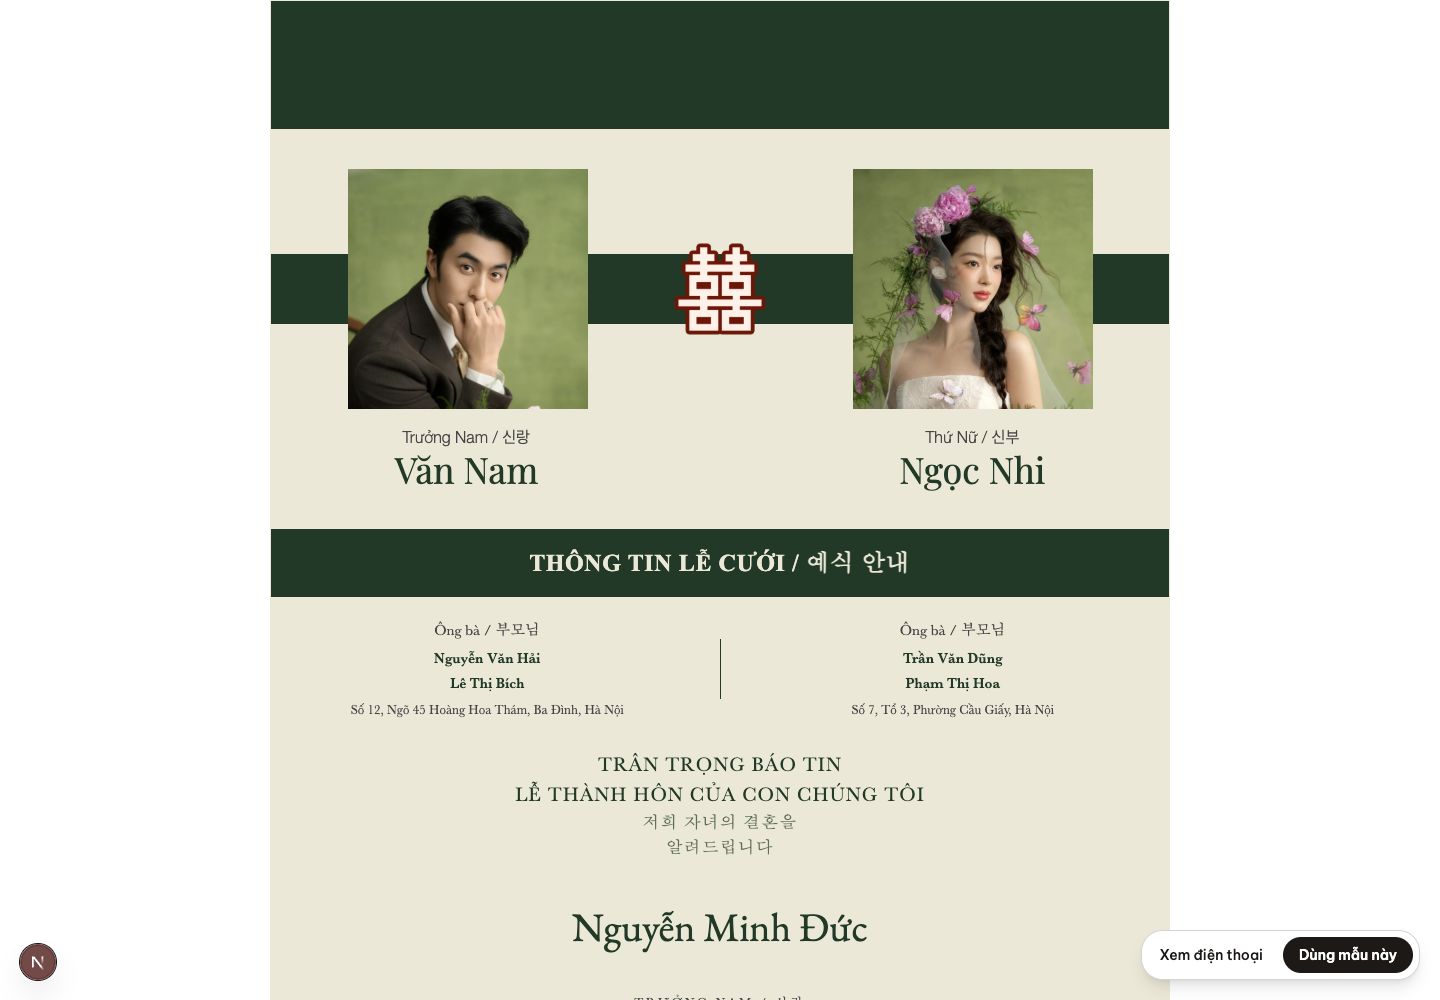 囍
Trưởng Nam / 신랑
Văn Nam
Thứ Nữ / 신부
Ngọc Nhi
THÔNG TIN LỄ CƯỚI / 예식 안내
Ông bà / 부모님
Nguyễn Văn Hải
Lê Thị Bích
Số 12, Ngõ 45 Hoàng Hoa Thám, Ba Đình, Hà Nội
Ông bà / 부모님
Trần Văn Dũng
Phạm Thị Hoa
Số 7, Tổ 3, Phường Cầu Giấy, Hà Nội
TRÂN TRỌNG BÁO TIN
LỄ THÀNH HÔN CỦA CON CHÚNG TÔI
저희 자녀의 결혼을
알려드립니다
Nguyễn Minh Đức
N
Xem điện thoại
Dùng mẫu này